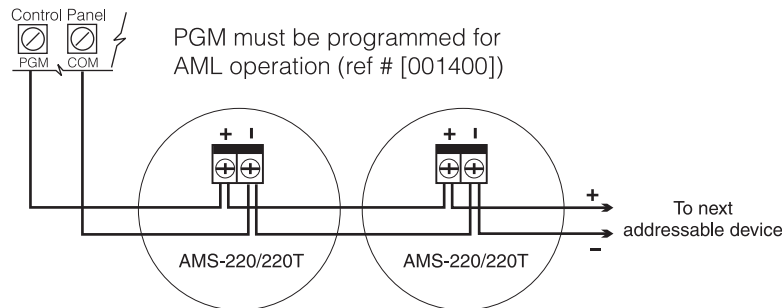 Control Panel
PGM COM
PGM must be programmed for
AML operation (ref # [001400])
+ −
+ −
+
−
To next
addressable device
AMS-220/220T
AMS-220/220T